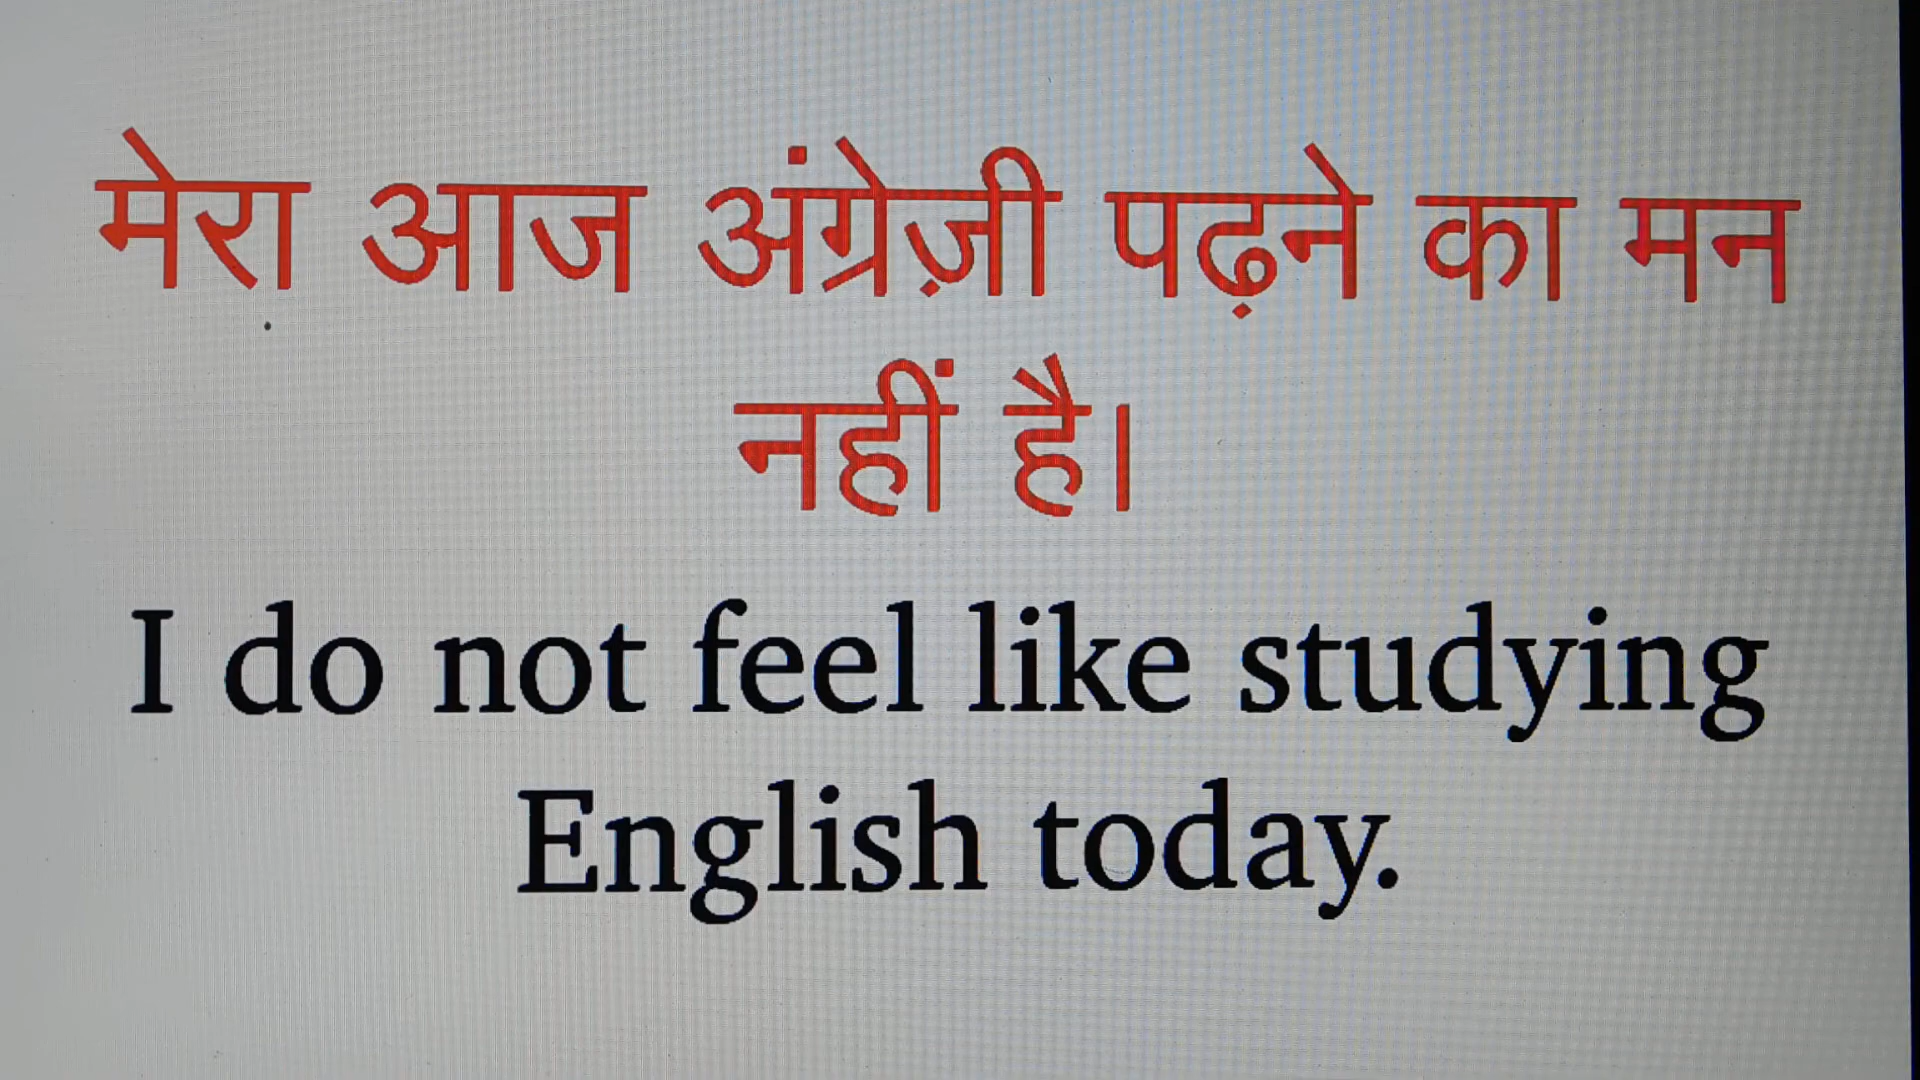 मेरा आज अंग्रेज़ी पढ़ने का मन
नहीं है।
I do not feel like studying
English today.